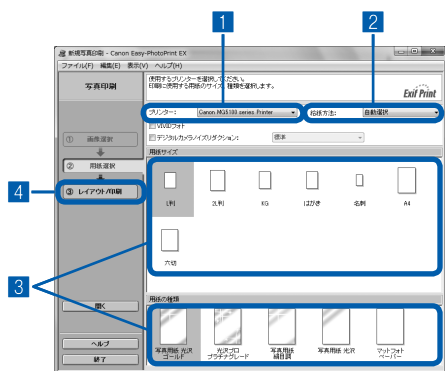 1
2
新規写真印刷 - Canon Easy-PhotoPrint EX
ファイル(F) 編集(E) 表示(V) ヘルプ(H)
写真印刷
使用するプリンターを選択してください。
印刷に使用する用紙のサイズ、種類を選択します。
Exif Print
プリンター: Canon MG5100 series Printer
給紙方法: 自動選択
VIVIDフォト
デジタルカメラノイズリダクション: 標準
① 画像選択
② 用紙選択
③ レイアウト/印刷
4
3
用紙サイズ
L判 2L判 KG はがき 名刺 A4
六切
開く
ヘルプ
終了
用紙の種類
写真用紙 光沢 ゴールド
光沢プロ プラチナグレード
写真用紙 絹目調
写真用紙 光沢
マットフォト ペーパー